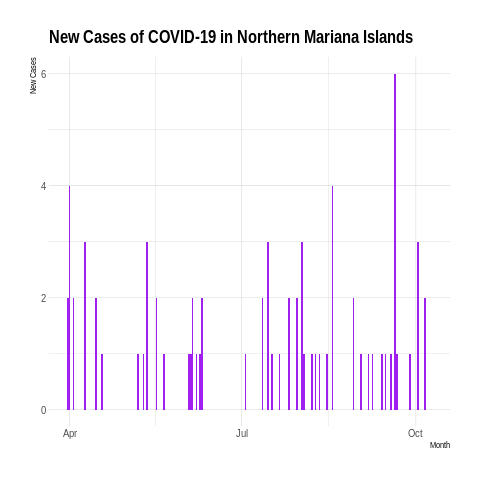 New Cases of COVID-19 in Northern Mariana Islands
New Cases
6
4
2
0
Apr
Jul
Oct
Month